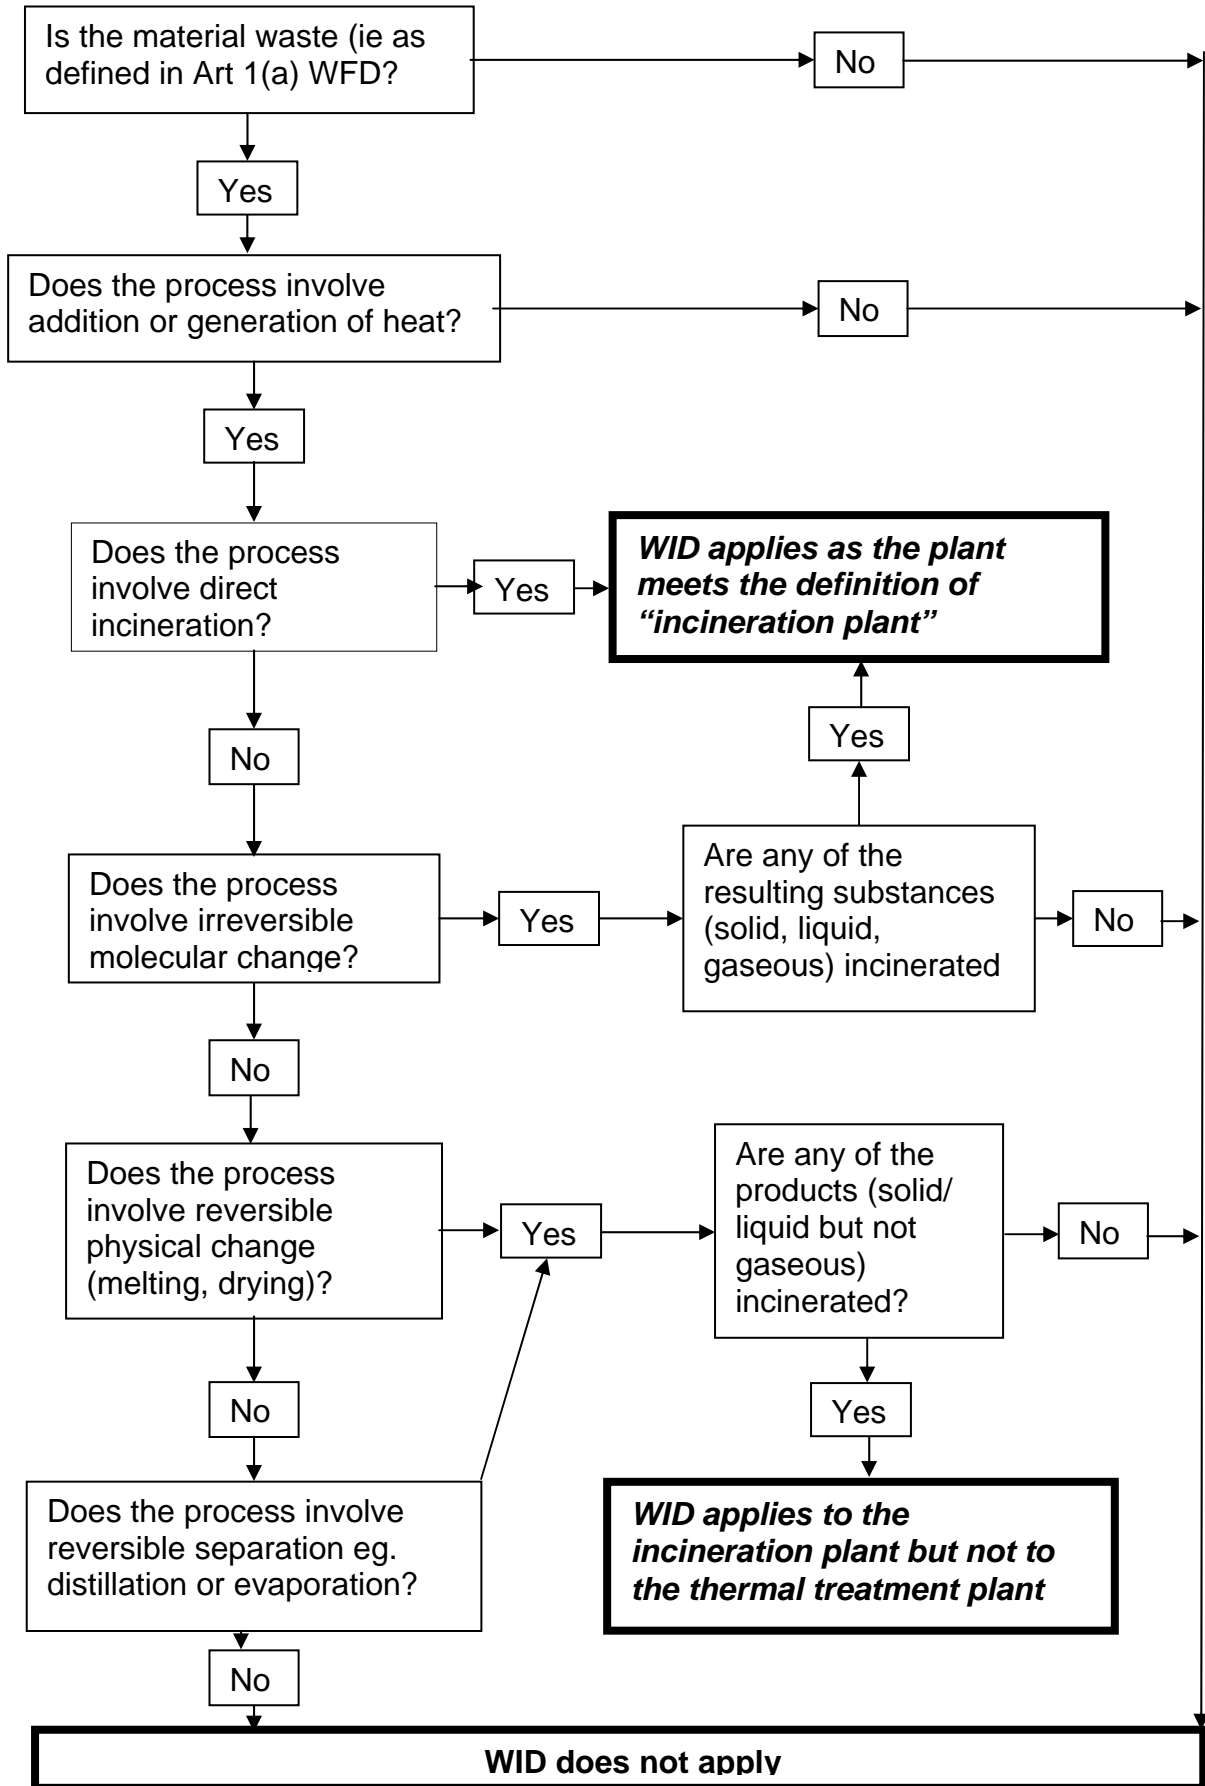 Is the material waste (ie as
defined in Art 1(a) WFD?
No
Yes
Does the process involve
addition or generation of heat?
No
Yes
Does the process
involve direct
incineration?
Yes
WID applies as the plant
meets the definition of
“incineration plant”
Yes
No
Does the process
involve irreversible
molecular change?
Yes
Are any of the
resulting substances
(solid, liquid,
gaseous) incinerated
No
No
Does the process
involve reversible
physical change
(melting, drying)?
Yes
Are any of the
products (solid/
liquid but not
gaseous)
incinerated?
No
Yes
No
Does the process involve
reversible separation eg.
distillation or evaporation?
WID applies to the
incineration plant but not to
the thermal treatment plant
No
WID does not apply